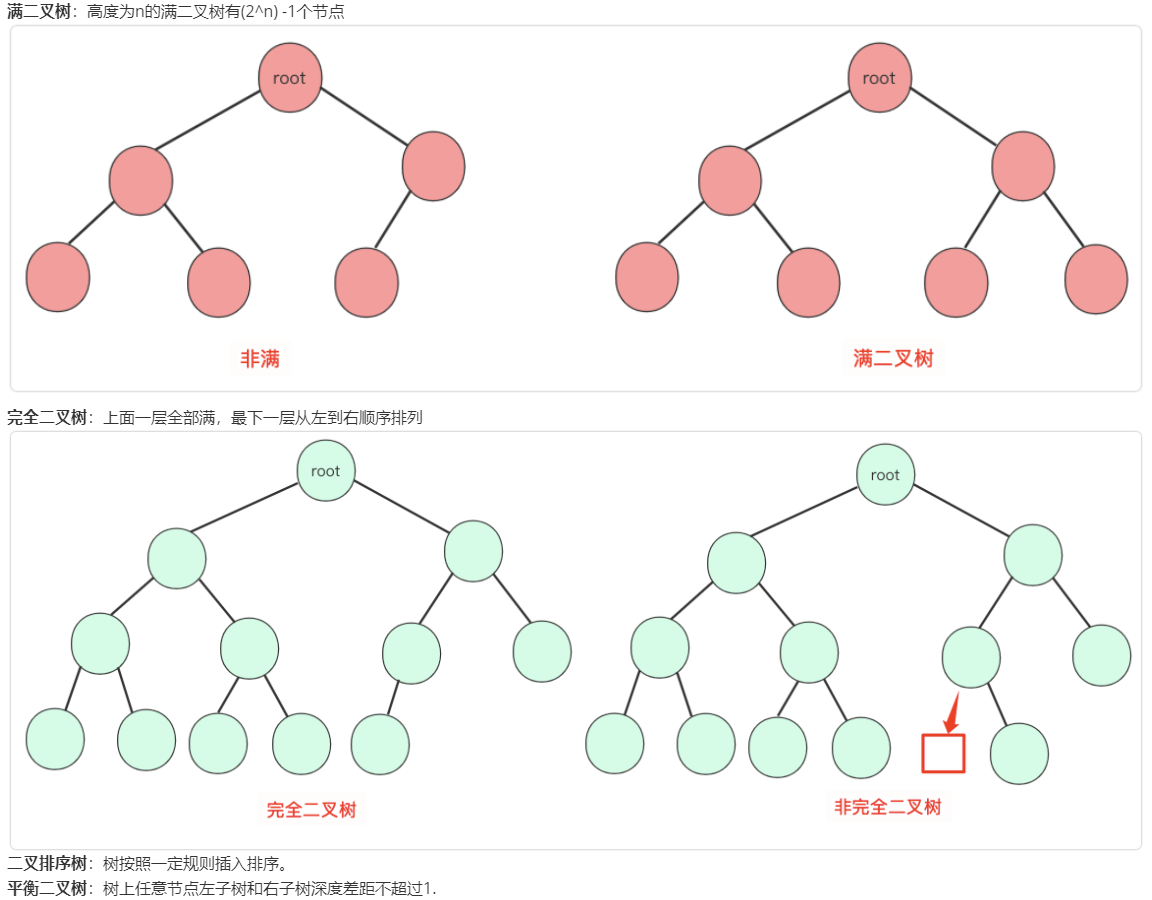 满二叉树：高度为n的满二叉树有(2^n) -1个节点
root
root
非满
满二叉树
完全二叉树：上面一层全部满，最下一层从左到右顺序排列
root
root
完全二叉树
非完全二叉树
二叉排序树：树按照一定规则插入排序。
平衡二叉树：树上任意节点左子树和右子树深度差距不超过1.